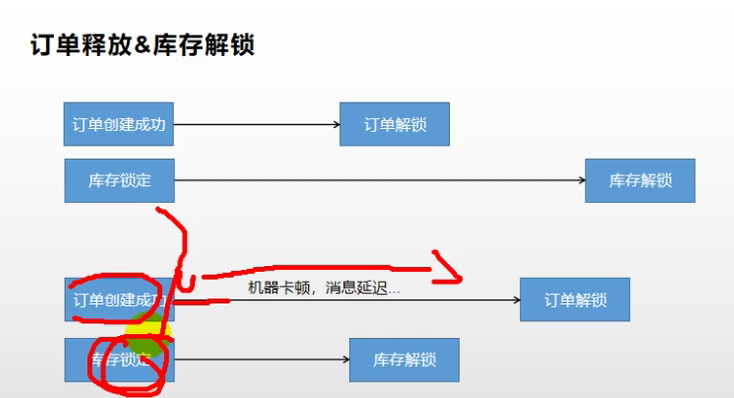 订单释放&库存解锁
订单创建成功
订单解锁
库存锁定
库存解锁
订单创建成功
机器卡顿，消息延迟...
订单解锁
库存锁定
库存解锁